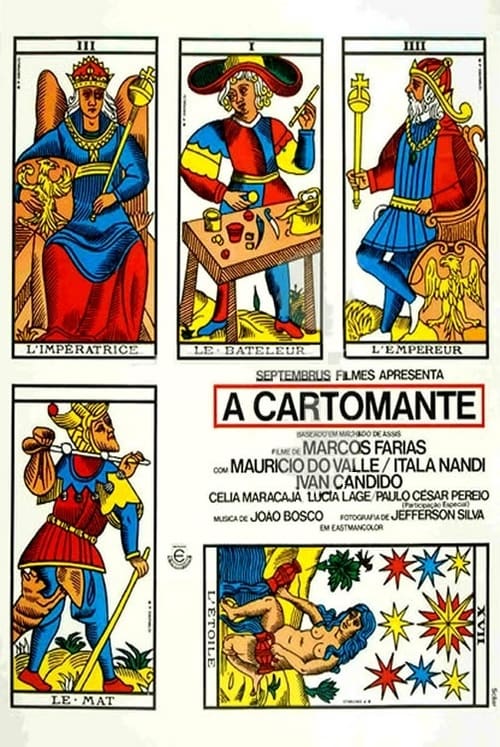 III
I
IIII
L'IMPÉRATRICE
LE·BATELEUR
L'EMPEREUR
SEPTEMBRUS FILMES APRESENTA
A CARTOMANTE
BASEADO EM MACHADO DE ASSIS
FILME DE MARCOS FARIAS
COM MAURICIO DO VALLE / ITALA NANDI
IVAN CANDIDO
CELIA MARACAJÁ LUCIA LAGE / PAULO CÉSAR PEREIO
(Participação Especial)
MUSICA DE JOÃO BOSCO FOTOGRAFIA DE JEFFERSON SILVA
EM EASTMANCOLOR
LE·MAT
L'ETOILE
XVII